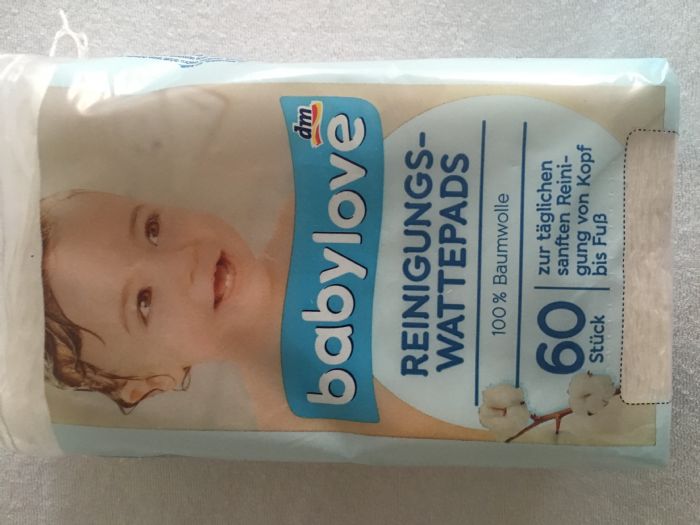 dm
babylove
REINIGUNGS-
WATTEPADS
100 % Baumwolle
60
Stück
zur täglichen
sanften Reini-
gung von Kopf
bis Fuß